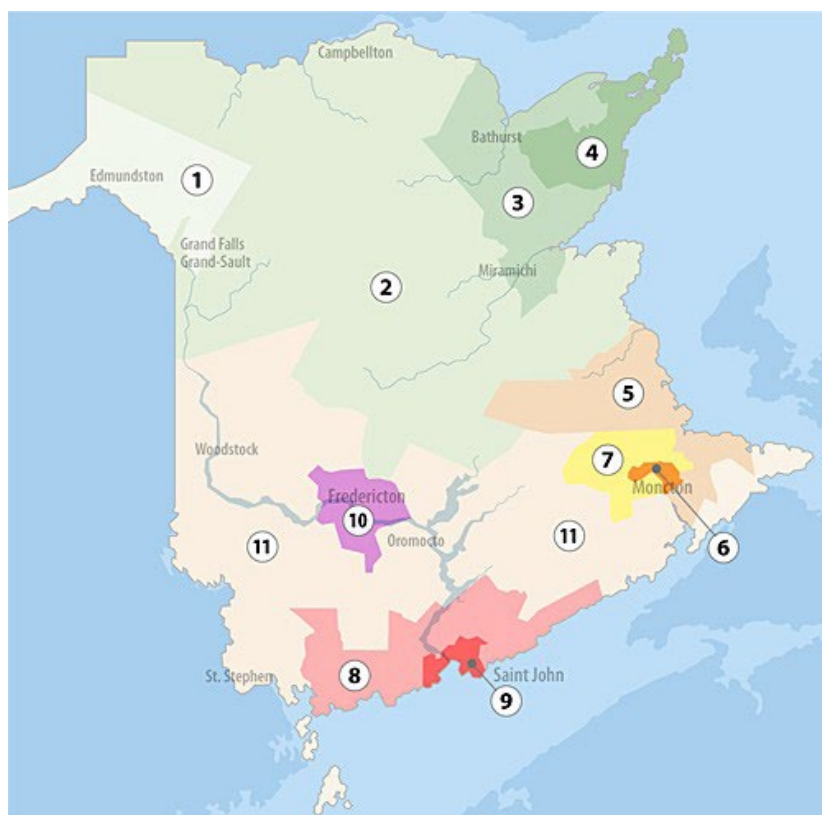 Campbellton
Bathurst
4
Edmundston
1
3
Grand Falls
Grand-Sault
Miramichi
2
5
Woodstock
7
Moncton
Fredericton
10
Oromocto
11
11
6
St. Stephen
8
Saint John
9